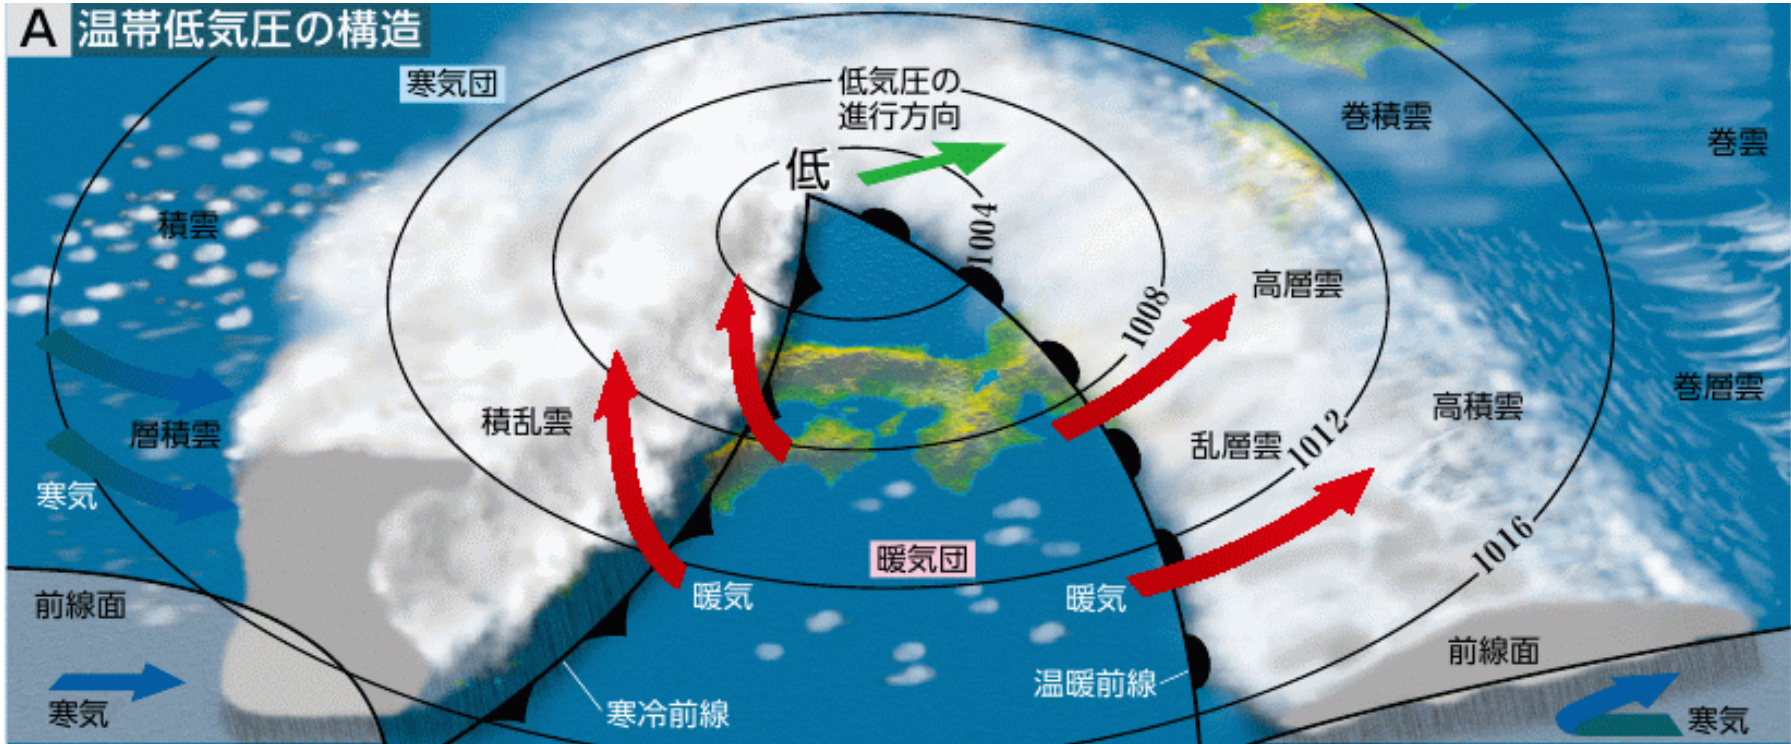 A 温帯低気圧の構造
寒気団
低気圧の
進行方向
巻積雲
巻雲
低
積雲
1004
高層雲
1008
巻層雲
高積雲
積乱雲
層積雲
乱層雲
1012
寒気
暖気団
1016
暖気
暖気
前線面
前線面
温暖前線
寒気
寒冷前線
寒気